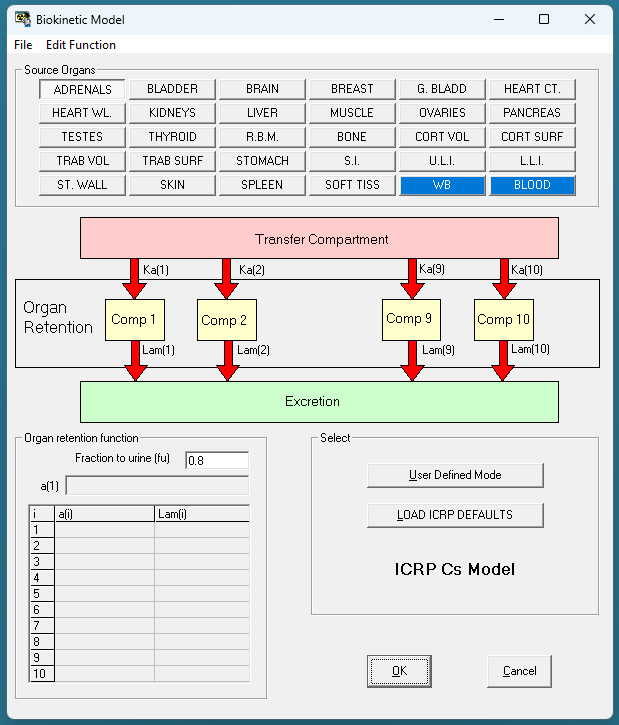 Biokinetic Model
File Edit Function
Source Organs
ADRENALS BLADDER BRAIN BREAST G. BLADD HEART CT.
HEART WL. KIDNEYS LIVER MUSCLE OVARIES PANCREAS
TESTES THYROID R.B.M. BONE CORT VOL CORT SURF
TRAB VOL TRAB SURF STOMACH S.I. U.L.I. L.L.I.
ST. WALL SKIN SPLEEN SOFT TISS WB BLOOD
Transfer Compartment
Ka(1) Ka(2) Ka(9) Ka(10)
Organ
Retention
Comp 1 Comp 2 Comp 9 Comp 10
Lam(1) Lam(2) Lam(9) Lam(10)
Excretion
Organ retention function
Fraction to urine (fu) 0.8
a(1)
i a(i) Lam(i)
1
2
3
4
5
6
7
8
9
10
Select
User Defined Mode
LOAD ICRP DEFAULTS
ICRP Cs Model
OK Cancel